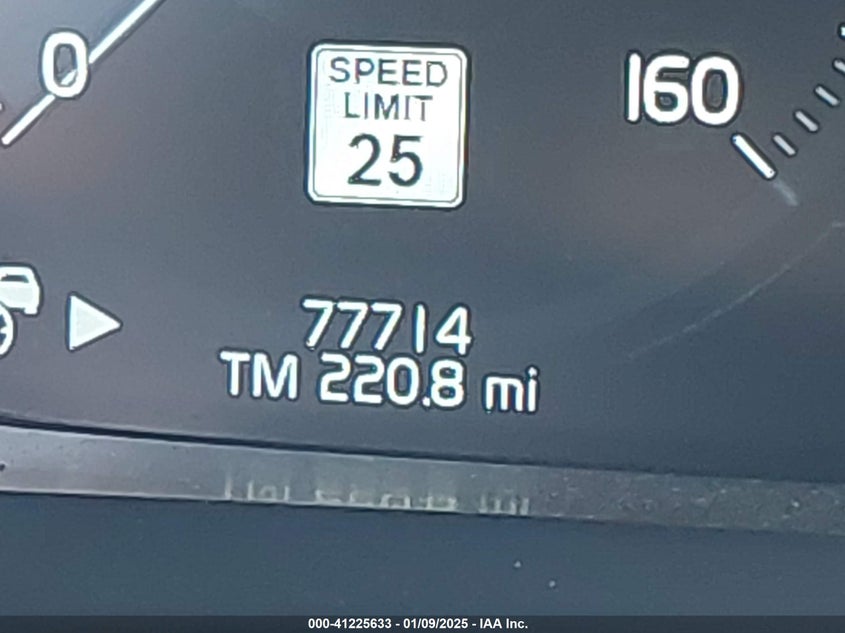 0
SPEED
LIMIT
25
160
77714
TM 220.8 mi
000-41225633 - 01/09/2025 - IAA Inc.